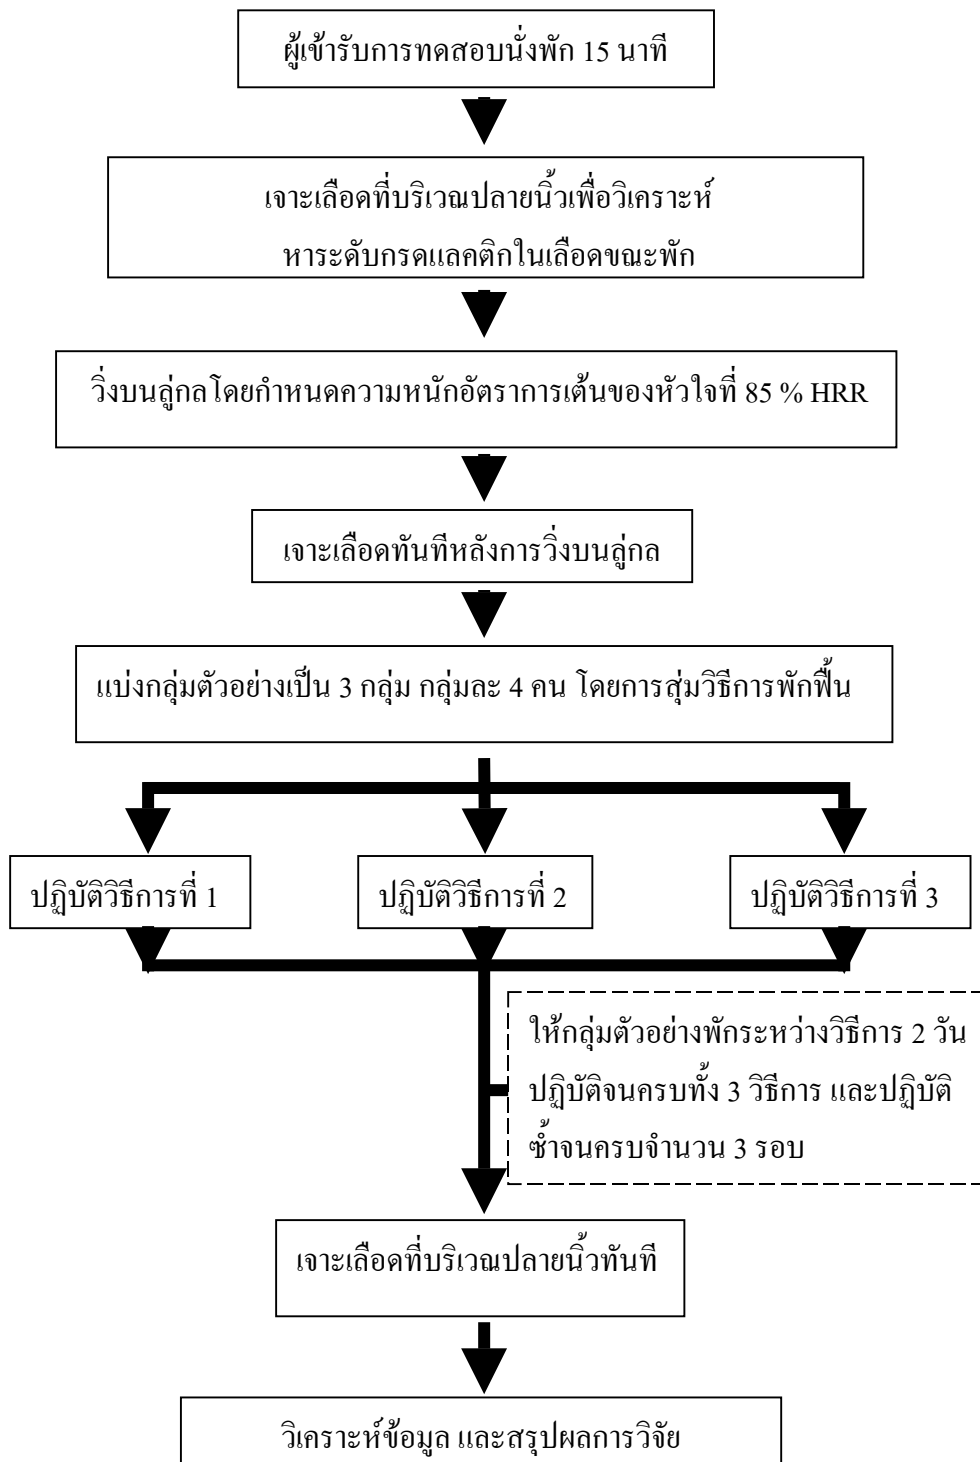 ผู้เข้ารับการทดสอบนั่งพัก 15 นาที
เจาะเลือดที่บริเวณปลายนิ้วเพื่อวิเคราะห์
หาระดับกรดแลคติกในเลือดขณะพัก
วิ่งบนลู่กลโดยกำหนดความหนักอัตราการเต้นของหัวใจที่ 85 % HRR
เจาะเลือดทันทีหลังการวิ่งบนลู่กล
แบ่งกลุ่มตัวอย่างเป็น 3 กลุ่ม กลุ่มละ 4 คน โดยการสุ่มวิธีการพักฟื้น
ปฏิบัติวิธีการที่ 1
ปฏิบัติวิธีการที่ 2
ปฏิบัติวิธีการที่ 3
ให้กลุ่มตัวอย่างพักระหว่างวิธีการ 2 วัน
ปฏิบัติจนครบทั้ง 3 วิธีการ และปฏิบัติ
ซ้ำจนครบจำนวน 3 รอบ
เจาะเลือดที่บริเวณปลายนิ้วทันที
วิเคราะห์ข้อมูล และสรุปผลการวิจัย